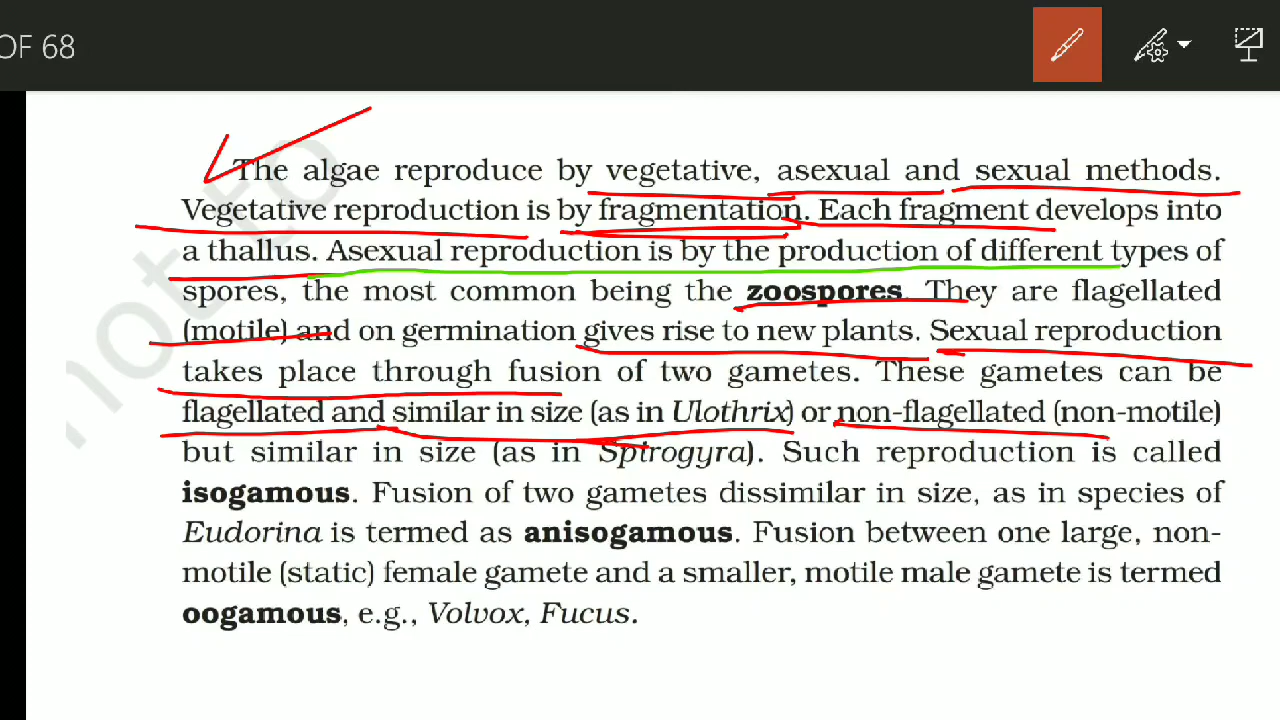 OF 68
The algae reproduce by vegetative, asexual and sexual methods.
Vegetative reproduction is by fragmentation. Each fragment develops into
a thallus. Asexual reproduction is by the production of different types of
spores, the most common being the zoospores. They are flagellated
(motile) and on germination gives rise to new plants. Sexual reproduction
takes place through fusion of two gametes. These gametes can be
flagellated and similar in size (as in Ulothrix) or non-flagellated (non-motile)
but similar in size (as in Spirogyra). Such reproduction is called
isogamous. Fusion of two gametes dissimilar in size, as in species of
Eudorina is termed as anisogamous. Fusion between one large, non-
motile (static) female gamete and a smaller, motile male gamete is termed
oogamous, e.g., Volvox, Fucus.
not to